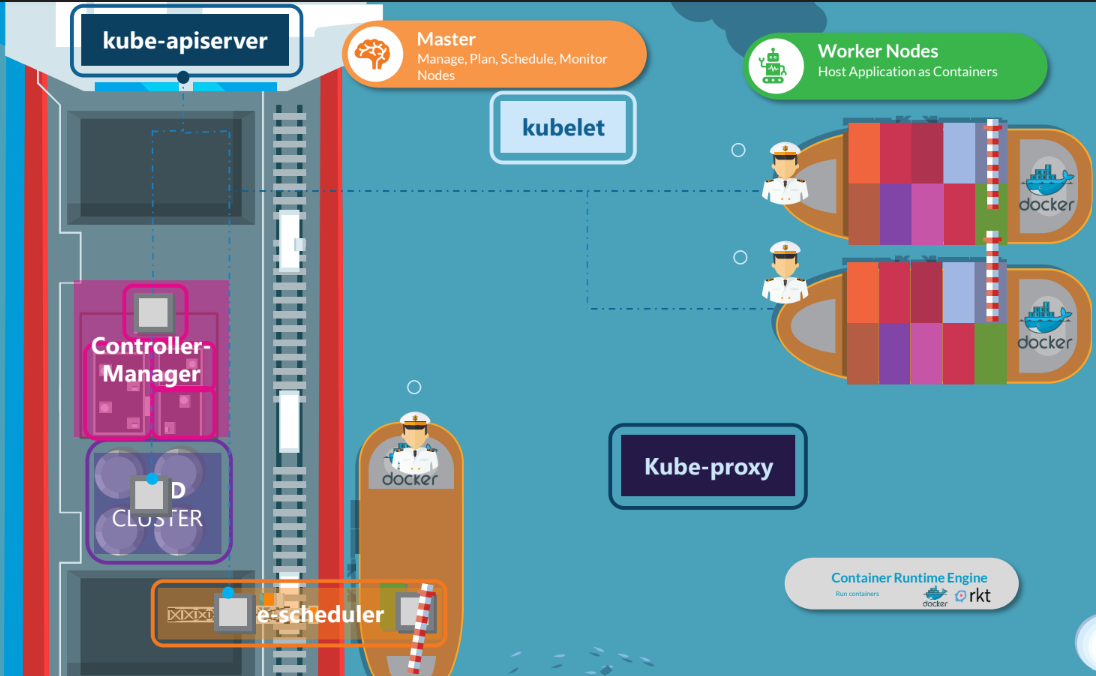 kube-apiserver
Master
Manage, Plan, Schedule, Monitor
Nodes
Worker Nodes
Host Application as Containers
kubelet
docker
docker
Controller-
Manager
docker
Kube-proxy
D
CLUSTER
Container Runtime Engine
Run containers
docker
rkt
e-scheduler